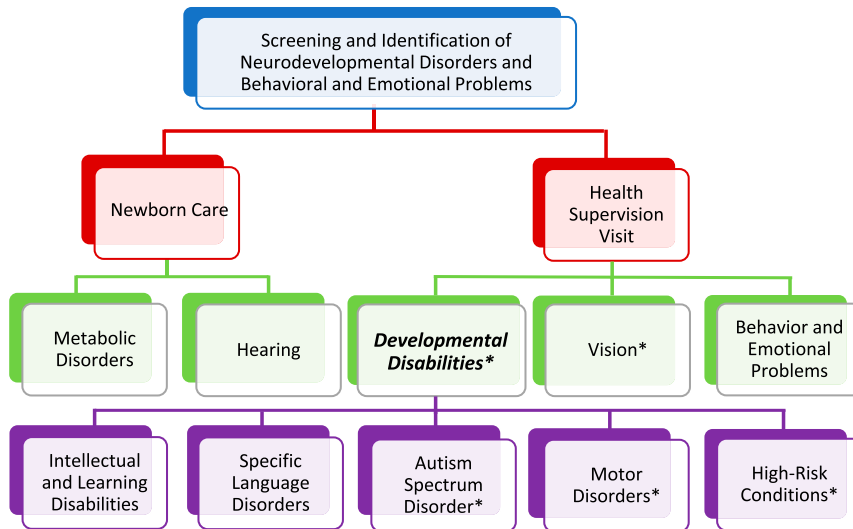 Screening and Identification of
Neurodevelopmental Disorders and
Behavioral and Emotional Problems
Newborn Care
Health
Supervision
Visit
Metabolic
Disorders
Hearing
Developmental
Disabilities*
Vision*
Behavior and
Emotional
Problems
Intellectual
and Learning
Disabilities
Specific
Language
Disorders
Autism
Spectrum
Disorder*
Motor
Disorders*
High-Risk
Conditions*